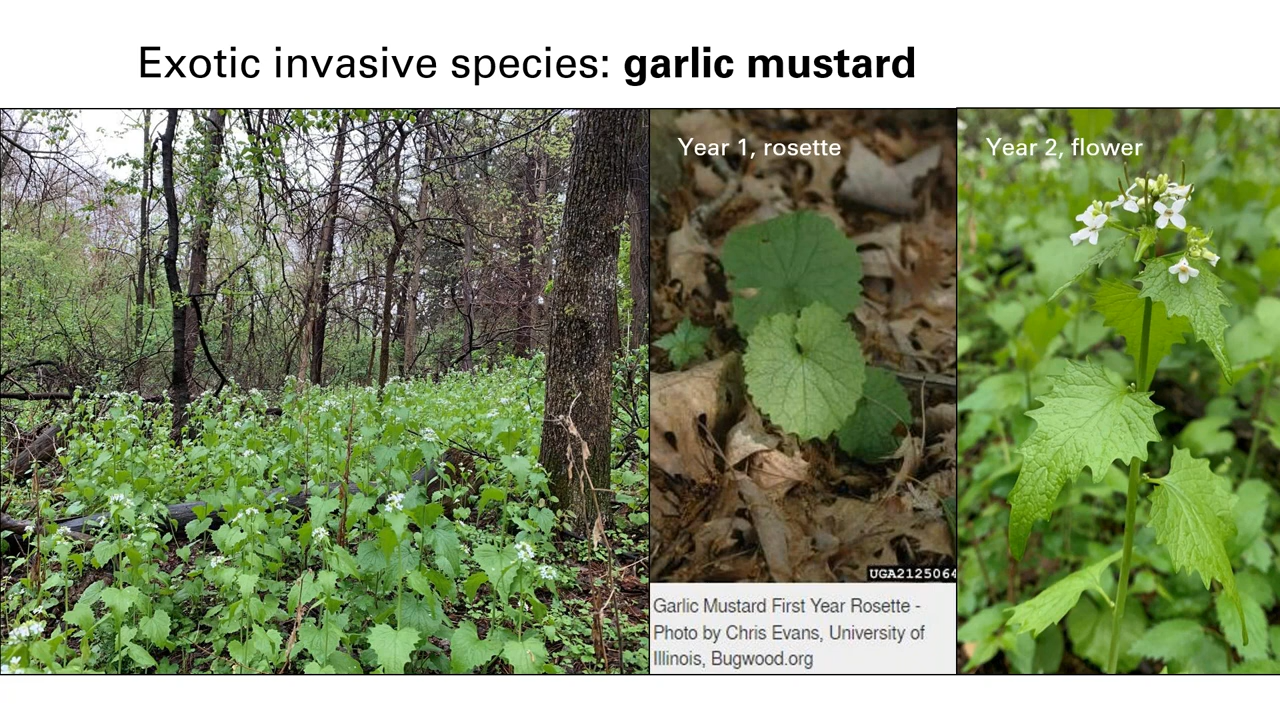 Exotic invasive species: garlic mustard
Year 1, rosette
Year 2, flower
UGA2125064
Garlic Mustard First Year Rosette -
Photo by Chris Evans, University of
Illinois, Bugwood.org